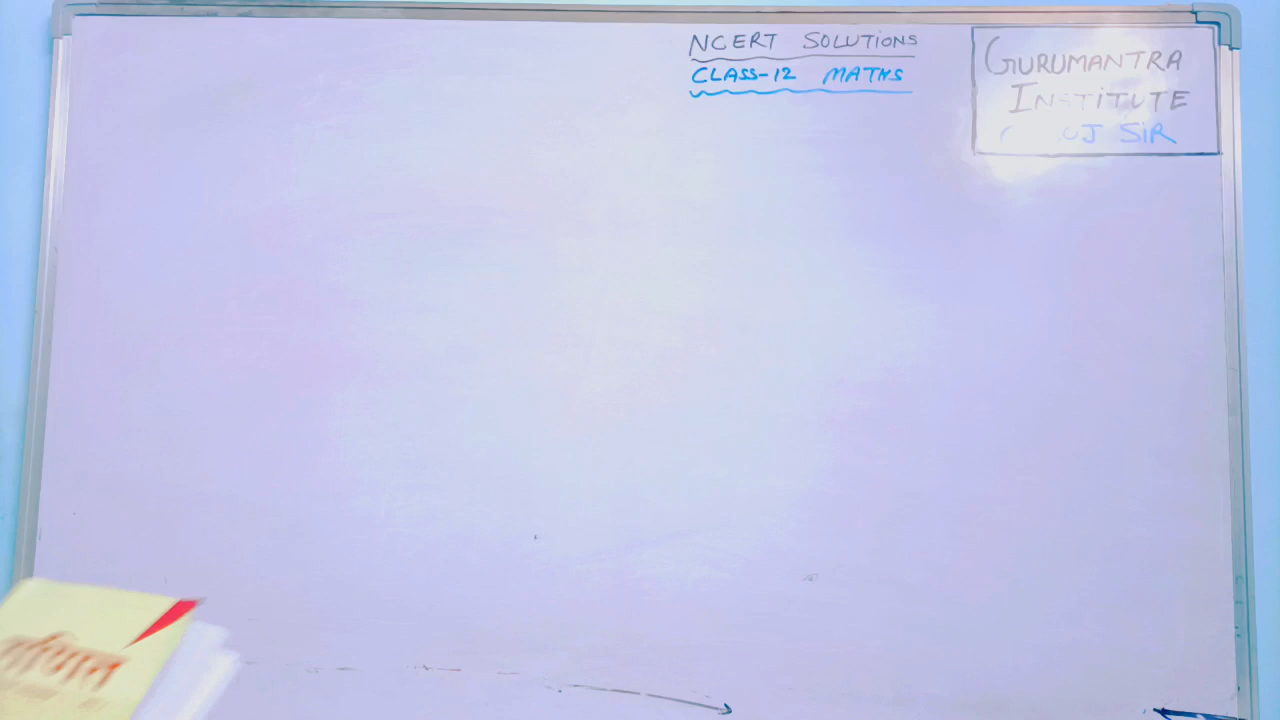 NCERT SOLUTIONS
CLASS-12 MATHS
GURUMANTRA
INSTITUTE
SIR